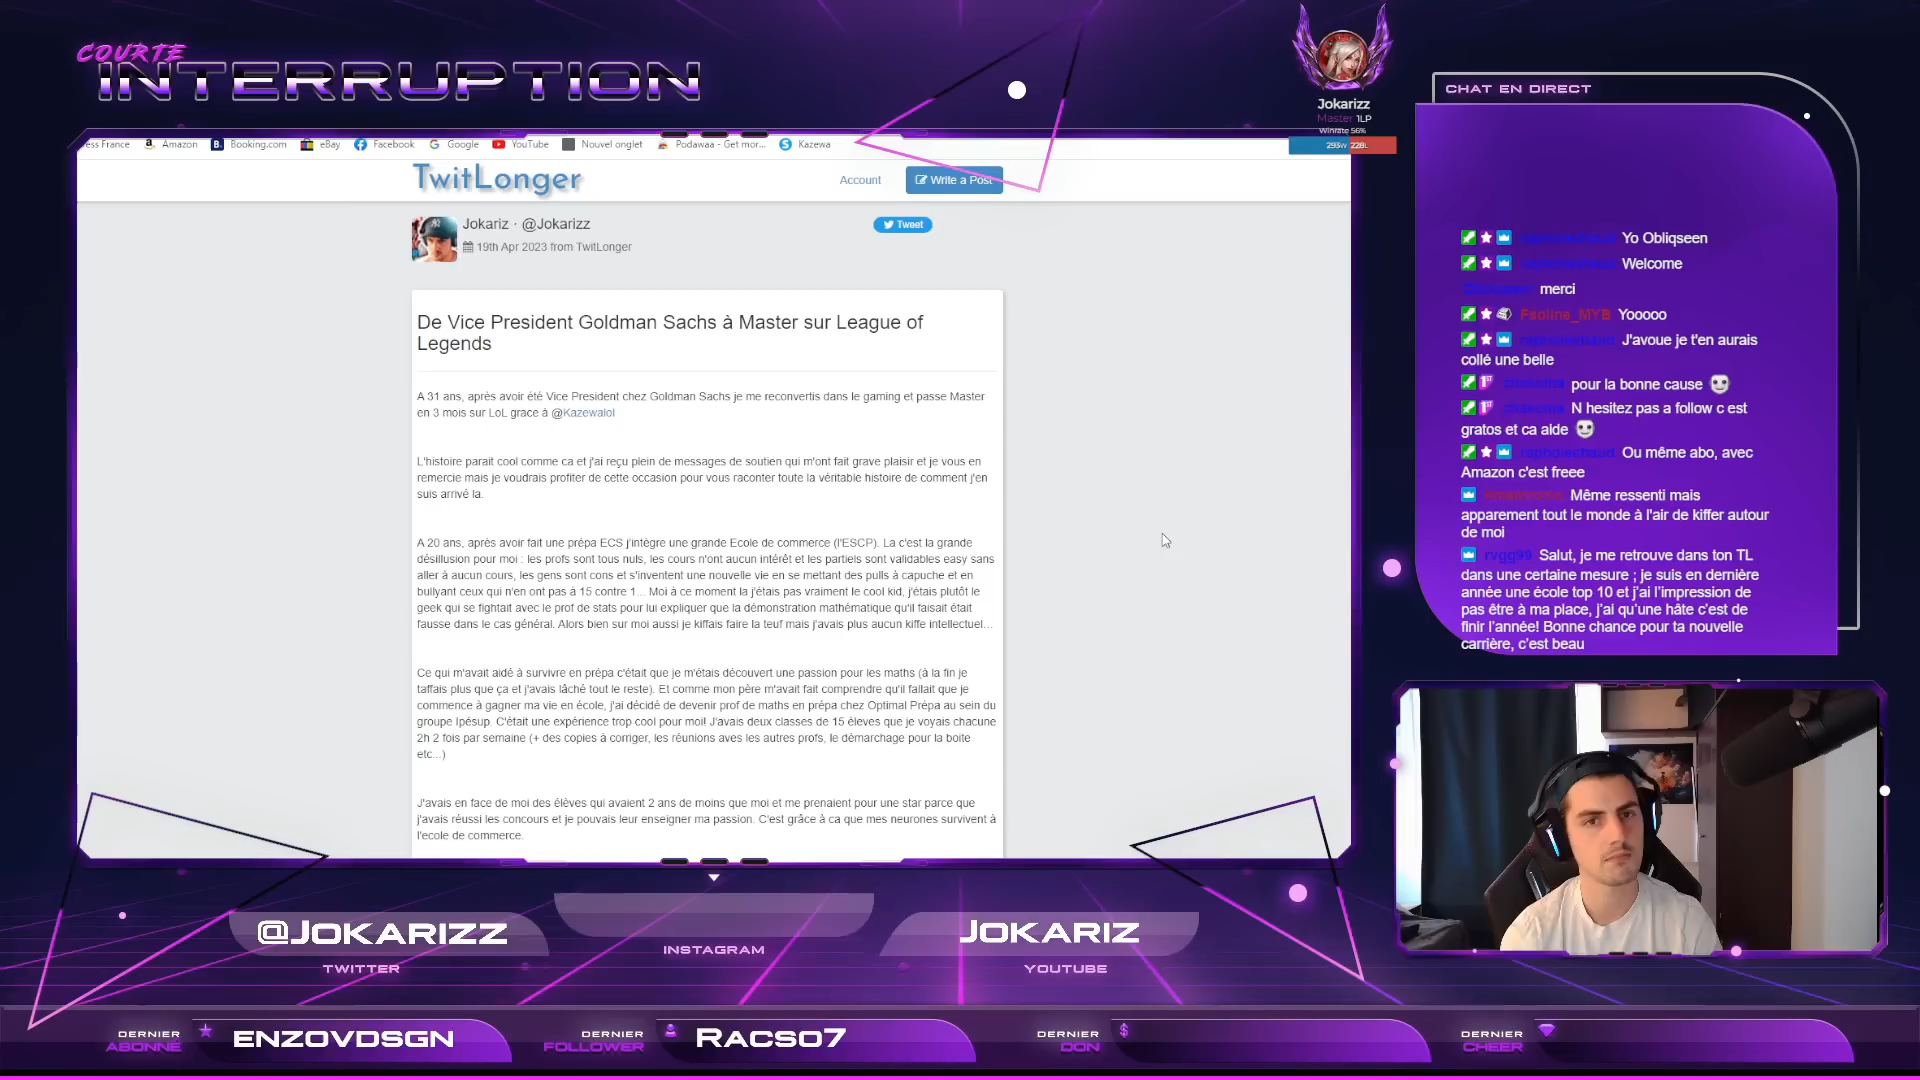 COURTE
INTERRUPTION
ess France Amazon Booking.com eBay Facebook Google YouTube Nouvel onglet Podawaa - Get mor... Kazewa
TwitLonger
Account
Write a Post
Jokariz · @Jokarizz
19th Apr 2023 from TwitLonger
Tweet
De Vice President Goldman Sachs à Master sur League of
Legends
A 31 ans, après avoir été Vice President chez Goldman Sachs je me reconvertis dans le gaming et passe Master
en 3 mois sur LoL grace à @Kazewalol
L'histoire parait cool comme ca et j'ai reçu plein de messages de soutien qui m'ont fait grave plaisir et je vous en
remercie mais je voudrais profiter de cette occasion pour vous raconter toute la véritable histoire de comment j'en
suis arrivé la.
A 20 ans, après avoir fait une prépa ECS j'intègre une grande Ecole de commerce (l'ESCP). La c'est la grande
désillusion pour moi : les profs sont tous nuls, les cours n'ont aucun intérêt et les partiels sont validables easy sans
aller à aucun cours, les gens sont cons et s'inventent une nouvelle vie en se mettant des pulls à capuche et en
bullyant ceux qui n'en ont pas à 15 contre 1... Moi à ce moment la j'étais pas vraiment le cool kid, j'étais plutôt le
geek qui se fightait avec le prof de stats pour lui expliquer que la démonstration mathématique qu'il faisait était
fausse dans le cas général. Alors bien sur moi aussi je kiffais faire la teuf mais j'avais plus aucun kiffe intellectuel...
Ce qui m'avait aidé à survivre en prépa c'était que je m'étais découvert une passion pour les maths (à la fin je
taffais plus que ça et j'avais lâché tout le reste). Et comme mon père m'avait fait comprendre qu'il fallait que je
commence à gagner ma vie en école, j'ai décidé de devenir prof de maths en prépa chez Optimal Prépa au sein du
groupe Ipésup. C'était une expérience trop cool pour moi! J'avais deux classes de 15 éleves que je voyais chacune
2h 2 fois par semaine (+ des copies à corriger, les réunions aves les autres profs, le démarchage pour la boite
etc...)
J'avais en face de moi des élèves qui avaient 2 ans de moins que moi et me prenaient pour une star parce que
j'avais réussi les concours et je pouvais leur enseigner ma passion. C'est grâce à ca que mes neurones survivent à
l'ecole de commerce.
Jokarizz
Master 1LP
Winrate 56%
293W 228L
CHAT EN DIRECT
Yo Obliqseen
Welcome
merci
Fsoline_MYB Yooooo
J'avoue je t'en aurais
collé une belle
pour la bonne cause
N hesitez pas a follow c est
gratos et ca aide
Ou même abo, avec
Amazon c'est freee
Même ressenti mais
apparement tout le monde à l'air de kiffer autour
de moi
rvgg99 Salut, je me retrouve dans ton TL
dans une certaine mesure ; je suis en dernière
année une école top 10 et j'ai l'impression de
pas être à ma place, j'ai qu'une hâte c'est de
finir l'année! Bonne chance pour ta nouvelle
carrière, c'est beau
@JOKARIZZ
TWITTER
INSTAGRAM
JOKARIZ
YOUTUBE
DERNIER
ABONNÉ
ENZOVDSGN
DERNIER
FOLLOWER
RACSO7
DERNIER
DON
DERNIER
CHEER